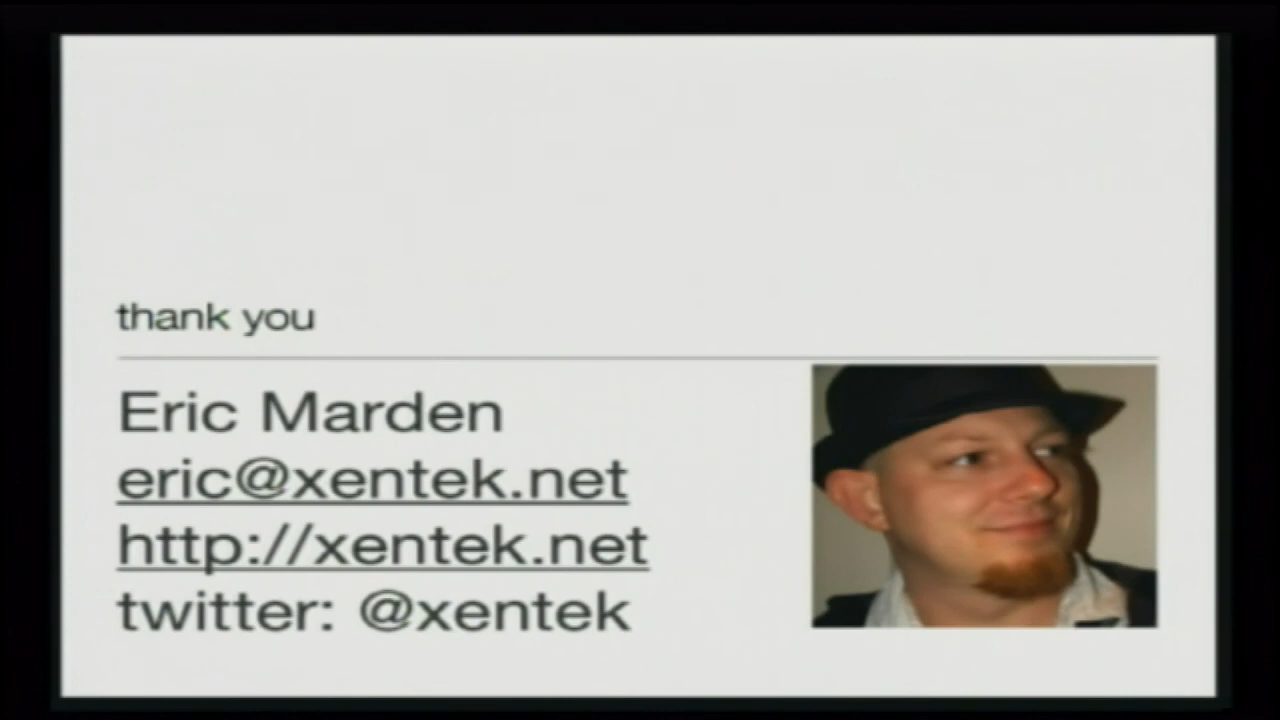 thank you
Eric Marden
eric@xentek.net
http://xentek.net
twitter: @xentek